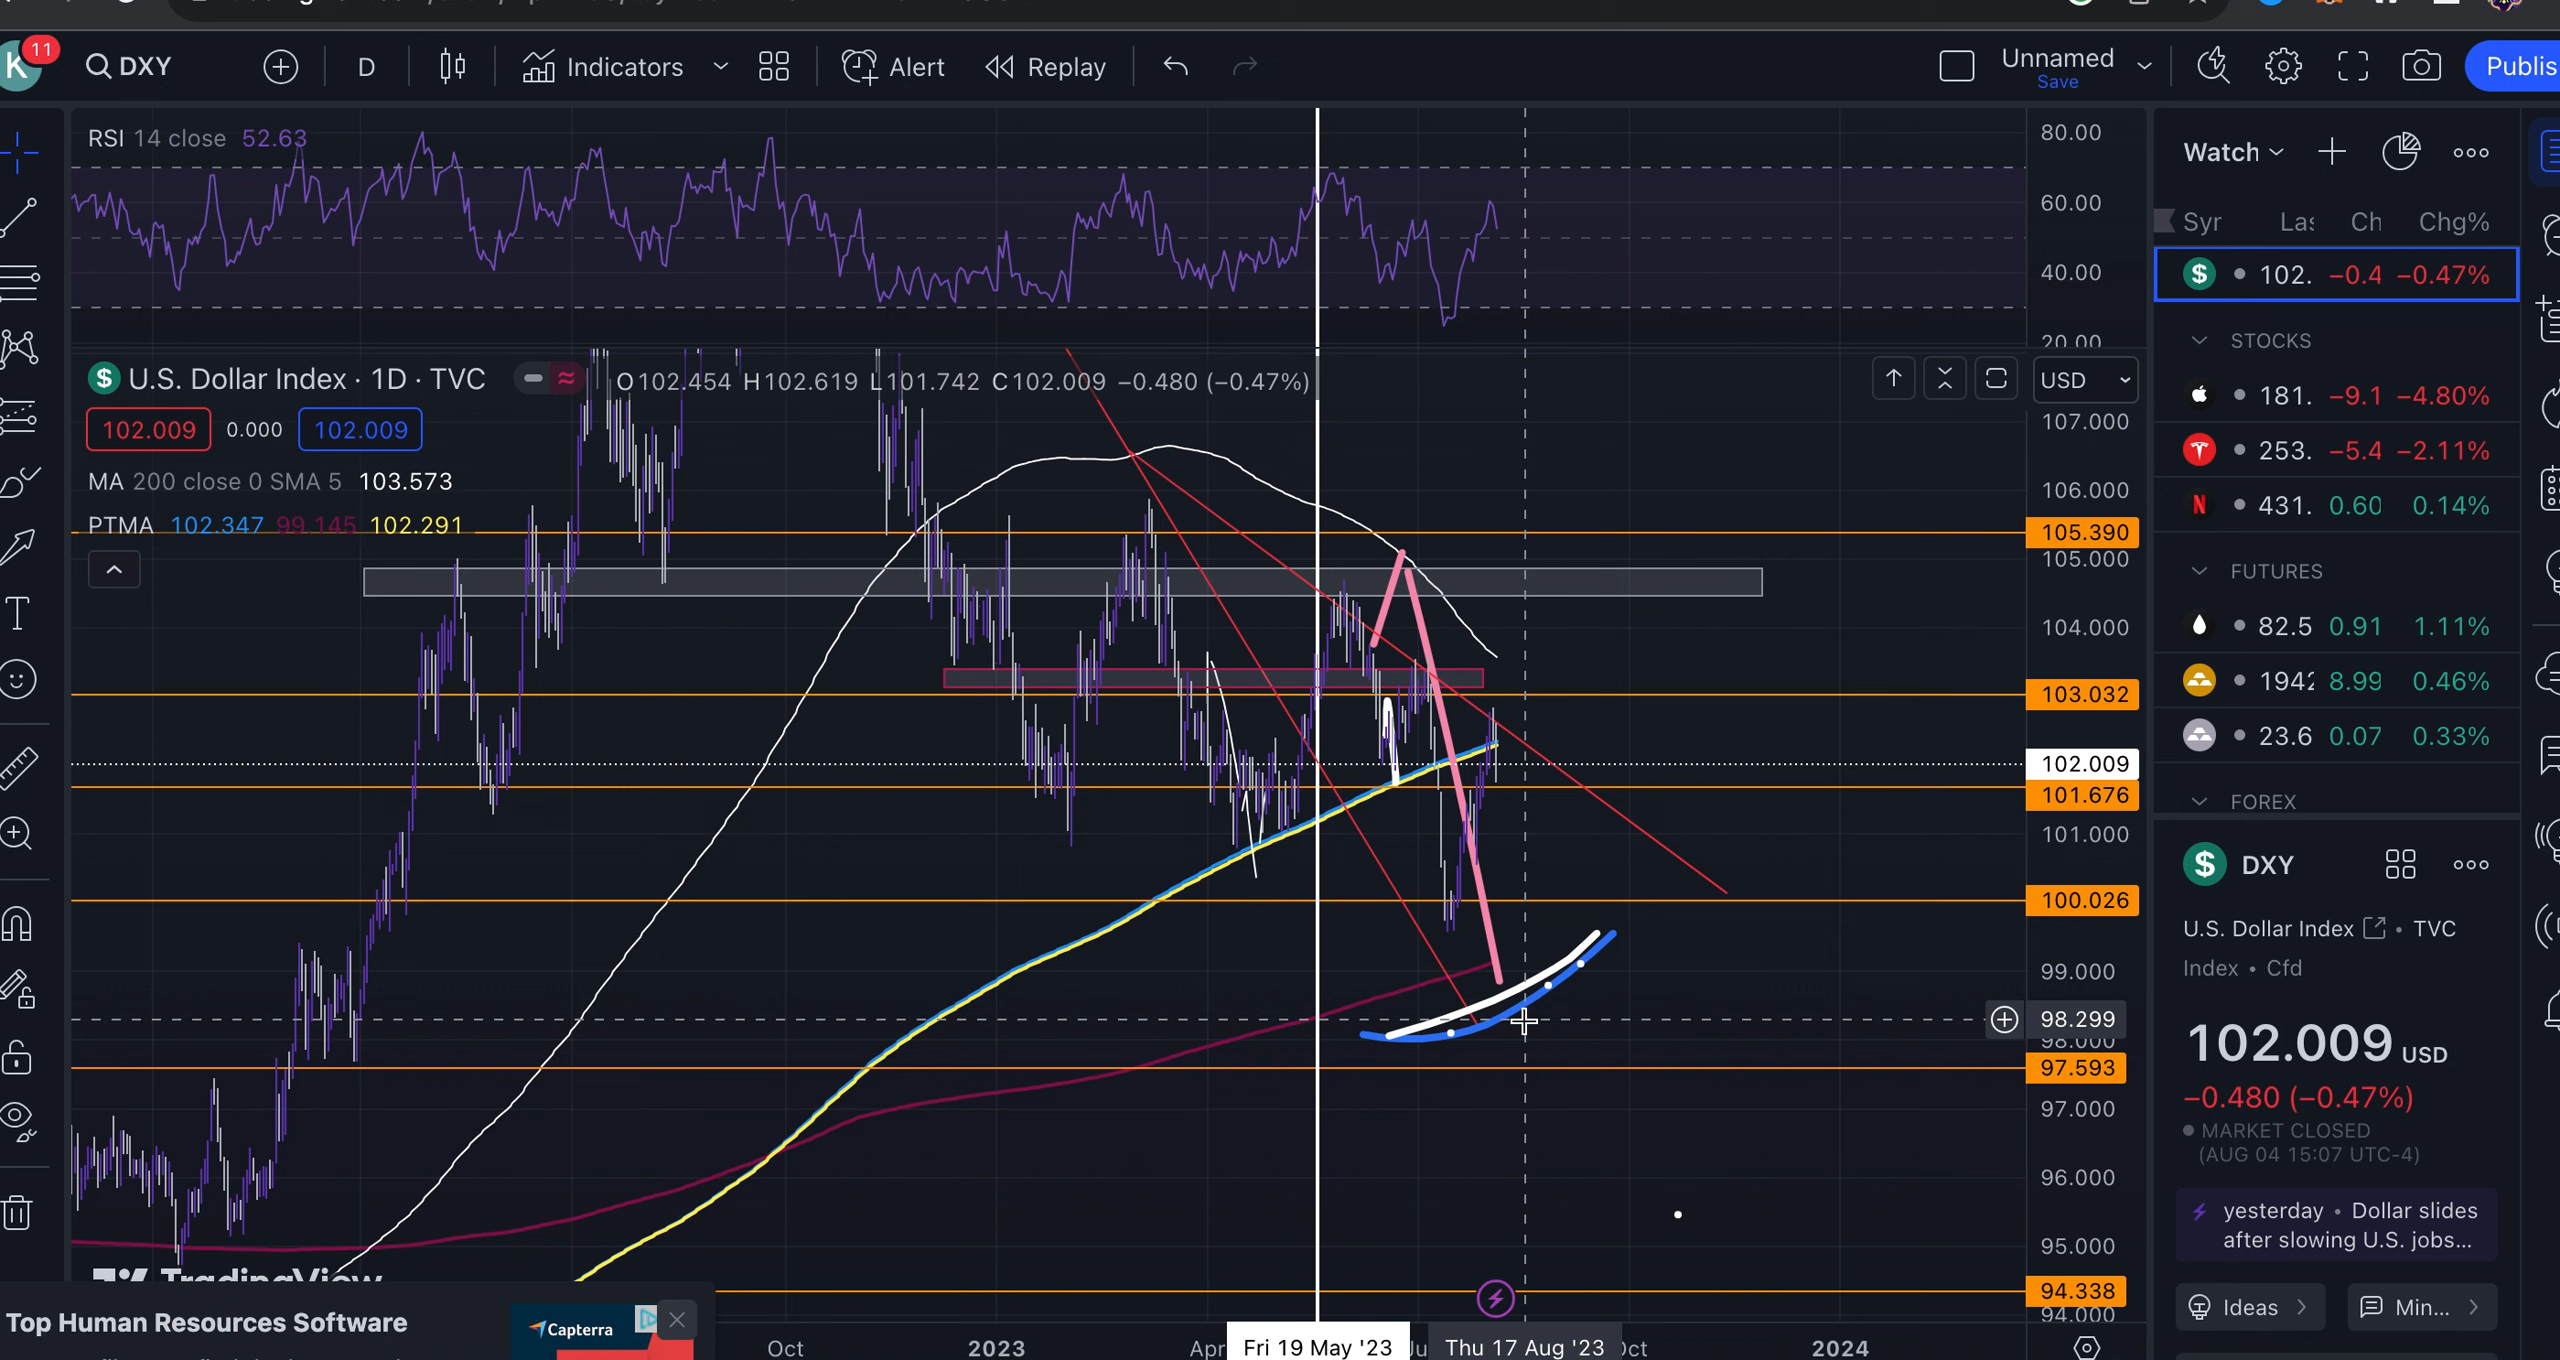 K 11 DXY D Indicators Alert Replay Unnamed Publis
Save
RSI 14 close 52.63
80.00
60.00
40.00
20.00
U.S. Dollar Index · 1D · TVC O102.454 H102.619 L101.742 C102.009 −0.480 (−0.47%)
USD
102.009 0.000 102.009
MA 200 close 0 SMA 5 103.573
PTMA 102.347 99.145 102.291
107.000
106.000
105.390
105.000
104.000
103.032
102.009
101.676
101.000
100.026
99.000
98.299
98.000
97.593
97.000
96.000
95.000
94.338
94.000
TradingView
Top Human Resources Software
Capterra
Oct 2023 Apr Fri 19 May '23 Ju Thu 17 Aug '23 Oct 2024
Watch
Syr Las Ch Chg%
102. −0.4 −0.47%
STOCKS
181. −9.1 −4.80%
253. −5.4 −2.11%
431. 0.60 0.14%
FUTURES
82.5 0.91 1.11%
1942 8.99 0.46%
23.6 0.07 0.33%
FOREX
DXY
U.S. Dollar Index • TVC
Index • Cfd
102.009 USD
−0.480 (−0.47%)
MARKET CLOSED
(AUG 04 15:07 UTC-4)
yesterday • Dollar slides
after slowing U.S. jobs...
Ideas Min...